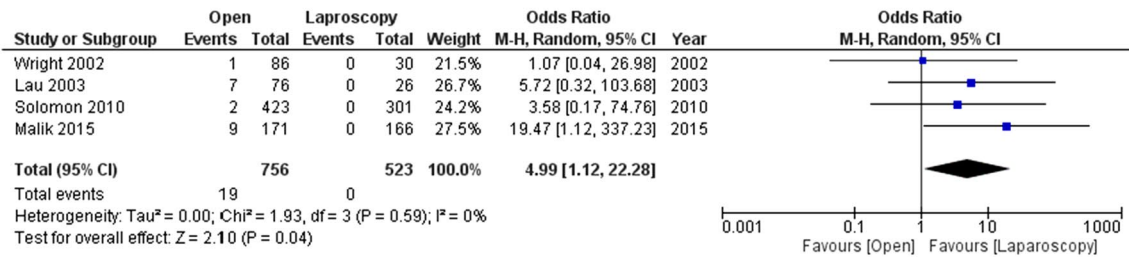 Open Laproscopy Odds Ratio Odds Ratio
Study or Subgroup Events Total Events Total Weight M-H, Random, 95% CI Year M-H, Random, 95% CI
Wright 2002 1 86 0 30 21.5% 1.07 [0.04, 26.98] 2002
Lau 2003 7 76 0 26 26.7% 5.72 [0.32, 103.68] 2003
Solomon 2010 2 423 0 301 24.2% 3.58 [0.17, 74.76] 2010
Malik 2015 9 171 0 166 27.5% 19.47 [1.12, 337.23] 2015
Total (95% CI) 756 523 100.0% 4.99 [1.12, 22.28]
Total events 19 0
Heterogeneity: Tau² = 0.00; Chi² = 1.93, df = 3 (P = 0.59); I² = 0%
Test for overall effect: Z = 2.10 (P = 0.04)
0.001 0.1 1 10 1000
Favours [Open] Favours [Laparoscopy]